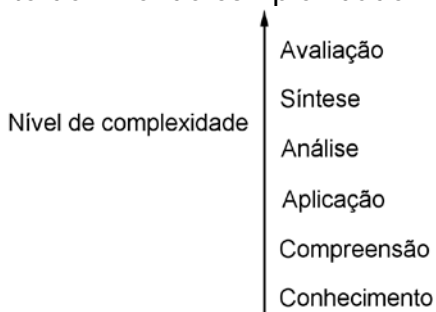 Avaliação
Síntese
Nível de complexidade
Análise
Aplicação
Compreensão
Conhecimento